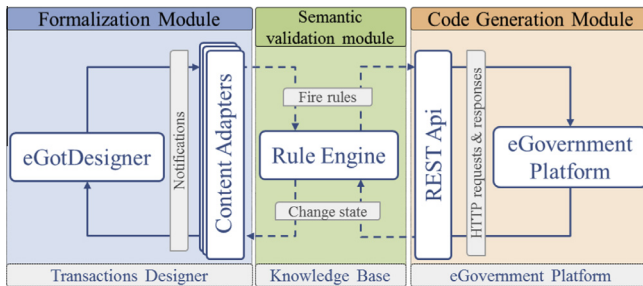 Formalization Module
Semantic
validation module
Code Generation Module
eGotDesigner
Notifications
Content Adapters
Fire rules
Rule Engine
Change state
REST Api
HTTP requests & responses
eGovernment
Platform
Transactions Designer
Knowledge Base
eGovernment Platform